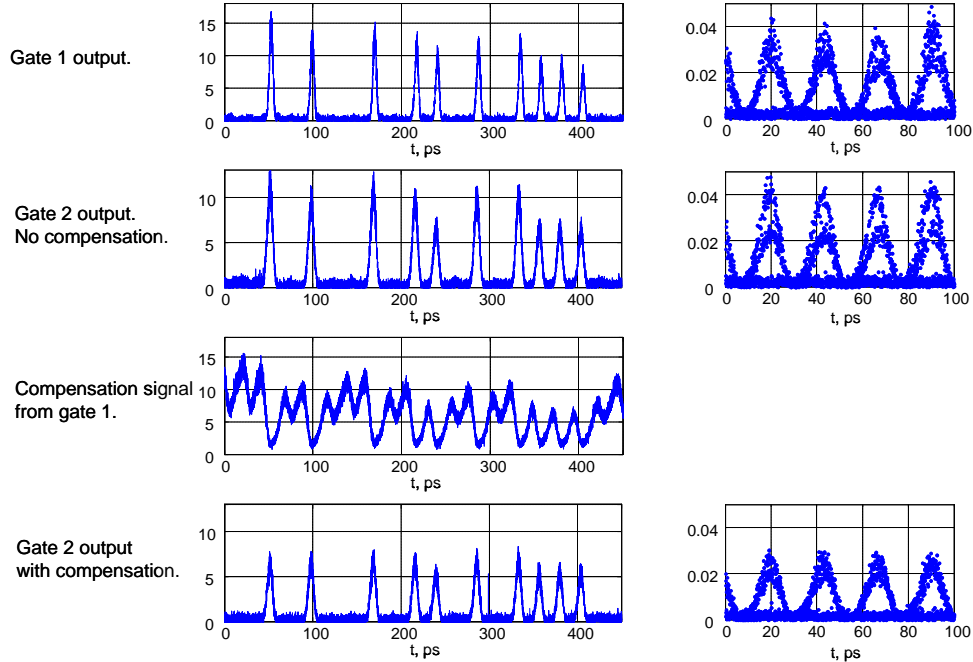 Gate 1 output.
15
10
5
0
0 100 200 300 400
t, ps
0.04
0.02
0
0 20 40 60 80 100
t, ps
Gate 2 output.
No compensation.
10
5
0
0 100 200 300 400
t, ps
0.04
0.02
0
0 20 40 60 80 100
t, ps
Compensation signal
from gate 1.
15
10
5
0
0 100 200 300 400
t, ps
Gate 2 output
with compensation.
10
5
0
0 100 200 300 400
t, ps
0.04
0.02
0
0 20 40 60 80 100
t, ps